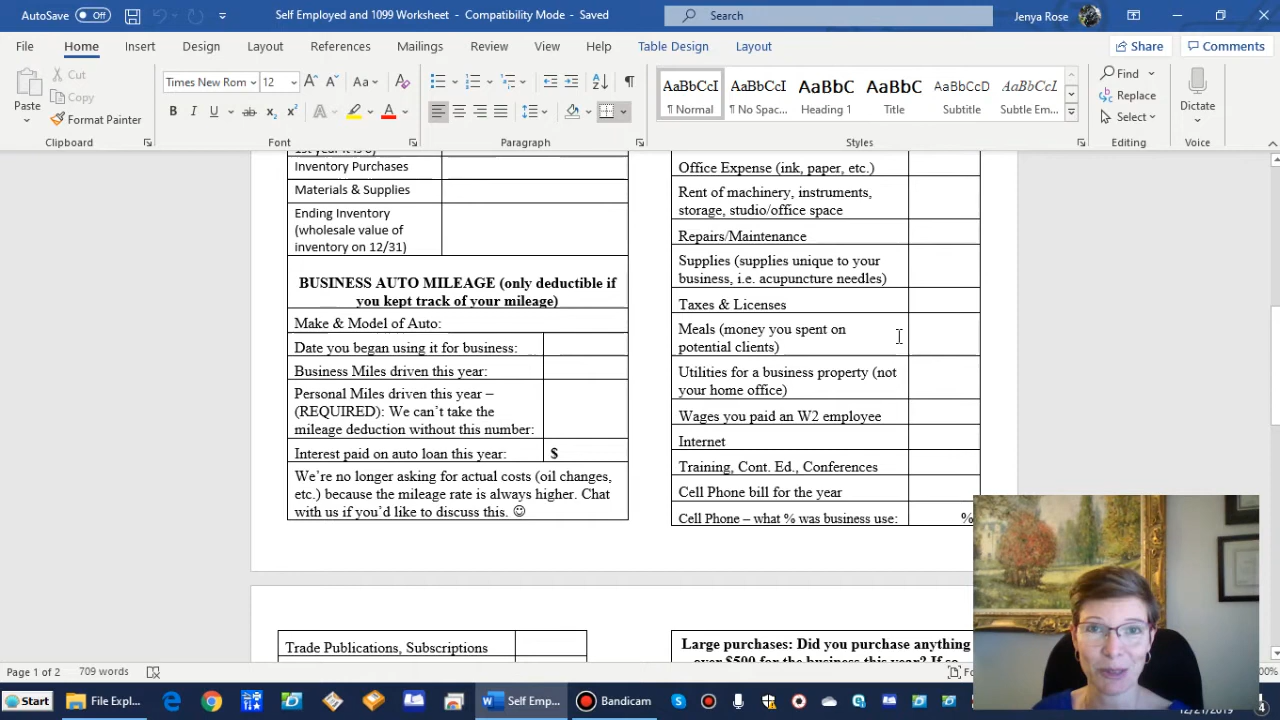 AutoSave Off
Self Employed and 1099 Worksheet - Compatibility Mode - Saved
Search
Jenya Rose
File Home Insert Design Layout References Mailings Review View Help Table Design Layout
Share Comments
Paste
Cut
Copy
Format Painter
Clipboard
Times New Rom 12
Font
Paragraph
AaBbCcI
¶ Normal
AaBbCcI
¶ No Spac...
AaBbC
Heading 1
AaBbC
Title
AaBbCcD
Subtitle
AaBbCcI
Subtle Em...
Styles
Find
Replace
Select
Editing
Dictate
Voice
Inventory Purchases
Materials & Supplies
Ending Inventory
(wholesale value of
inventory on 12/31)
BUSINESS AUTO MILEAGE (only deductible if
you kept track of your mileage)
Make & Model of Auto:
Date you began using it for business:
Business Miles driven this year:
Personal Miles driven this year –
(REQUIRED): We can't take the
mileage deduction without this number:
Interest paid on auto loan this year: $
We're no longer asking for actual costs (oil changes,
etc.) because the mileage rate is always higher. Chat
with us if you'd like to discuss this. ☺
Office Expense (ink, paper, etc.)
Rent of machinery, instruments,
storage, studio/office space
Repairs/Maintenance
Supplies (supplies unique to your
business, i.e. acupuncture needles)
Taxes & Licenses
Meals (money you spent on
potential clients)
Utilities for a business property (not
your home office)
Wages you paid an W2 employee
Internet
Training, Cont. Ed., Conferences
Cell Phone bill for the year
Cell Phone – what % was business use: %
Trade Publications, Subscriptions
Large purchases: Did you purchase anything
over $500 for the business this year? If so
Page 1 of 2 709 words
Start
File Expl...
Self Emp...
Bandicam
12/21/2019